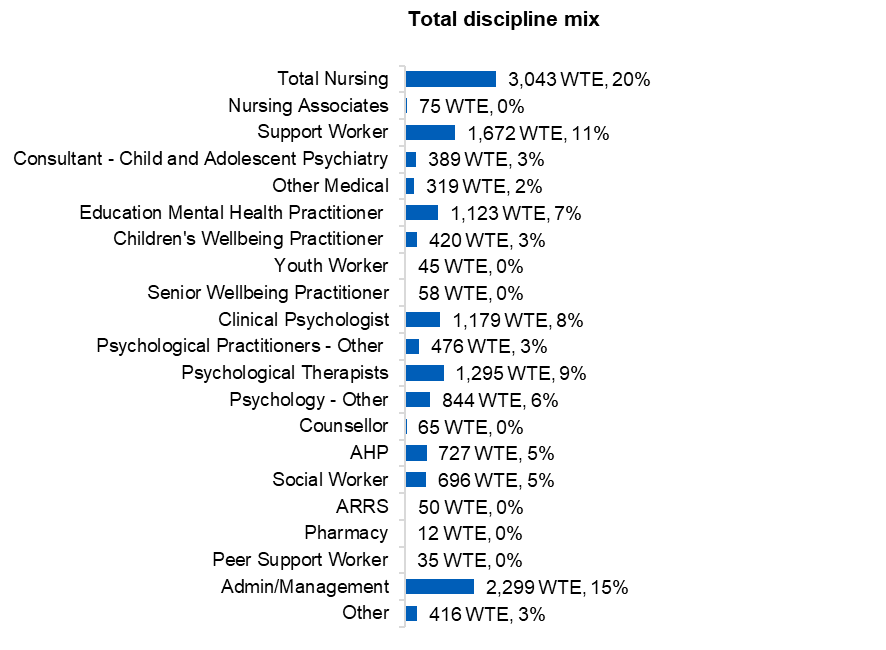 Total discipline mix
Total Nursing 3,043 WTE, 20%
Nursing Associates 75 WTE, 0%
Support Worker 1,672 WTE, 11%
Consultant - Child and Adolescent Psychiatry 389 WTE, 3%
Other Medical 319 WTE, 2%
Education Mental Health Practitioner 1,123 WTE, 7%
Children's Wellbeing Practitioner 420 WTE, 3%
Youth Worker 45 WTE, 0%
Senior Wellbeing Practitioner 58 WTE, 0%
Clinical Psychologist 1,179 WTE, 8%
Psychological Practitioners - Other 476 WTE, 3%
Psychological Therapists 1,295 WTE, 9%
Psychology - Other 844 WTE, 6%
Counsellor 65 WTE, 0%
AHP 727 WTE, 5%
Social Worker 696 WTE, 5%
ARRS 50 WTE, 0%
Pharmacy 12 WTE, 0%
Peer Support Worker 35 WTE, 0%
Admin/Management 2,299 WTE, 15%
Other 416 WTE, 3%